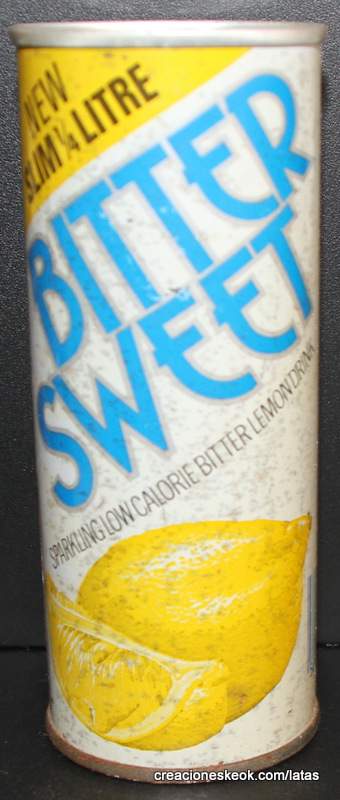 NEW
SLIM ¼ LITRE
BITTER
SWEET
SPARKLING LOW CALORIE BITTER LEMON DRINK
creacioneskeok.com/latas